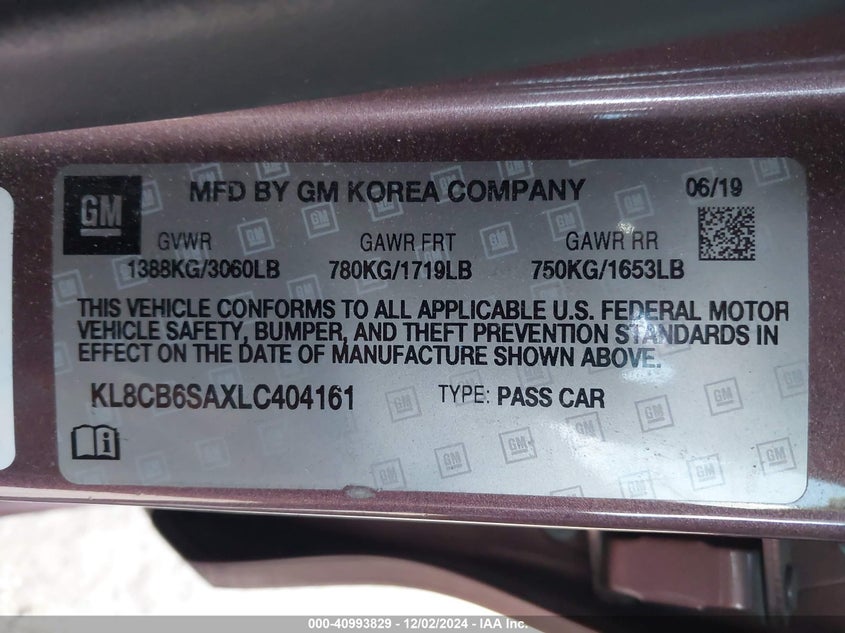 GM MFD BY GM KOREA COMPANY 06/19
GVWR GAWR FRT GAWR RR
1388KG/3060LB 780KG/1719LB 750KG/1653LB
THIS VEHICLE CONFORMS TO ALL APPLICABLE U.S. FEDERAL MOTOR
VEHICLE SAFETY, BUMPER, AND THEFT PREVENTION STANDARDS IN
EFFECT ON THE DATE OF MANUFACTURE SHOWN ABOVE.
KL8CB6SAXLC404161 TYPE: PASS CAR
000-40993829 - 12/02/2024 - IAA Inc.